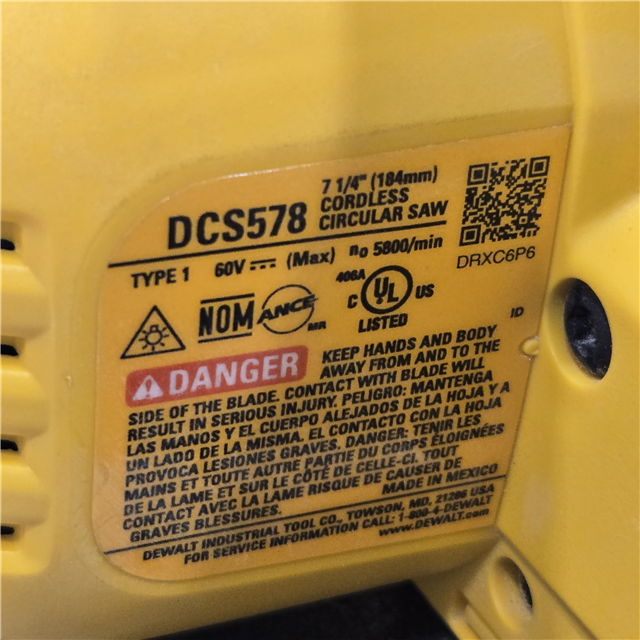 7 1/4" (184mm)
CORDLESS
DCS578 CIRCULAR SAW
DRXC6P6
TYPE 1 60V (Max) n0 5800/min
406A
NOM ANCE MR
C UL US
LISTED
ID
DANGER KEEP HANDS AND BODY
AWAY FROM AND TO THE
SIDE OF THE BLADE. CONTACT WITH BLADE WILL
RESULT IN SERIOUS INJURY. PELIGRO: MANTENGA
LAS MANOS Y EL CUERPO ALEJADOS DE LA HOJA Y A
UN LADO DE LA MISMA. EL CONTACTO CON LA HOJA
PROVOCA LESIONES GRAVES. DANGER: TENIR LES
MAINS ET TOUTE AUTRE PARTIE DU CORPS ÉLOIGNÉES
DE LA LAME ET SUR LE CÔTÉ DE CELLE-CI. TOUT
CONTACT AVEC LA LAME RISQUE DE CAUSER DE
GRAVES BLESSURES. MADE IN MEXICO
DEWALT INDUSTRIAL TOOL CO., TOWSON, MD. 21286 USA
FOR SERVICE INFORMATION CALL: 1-800-4-DEWALT
www.DEWALT.com